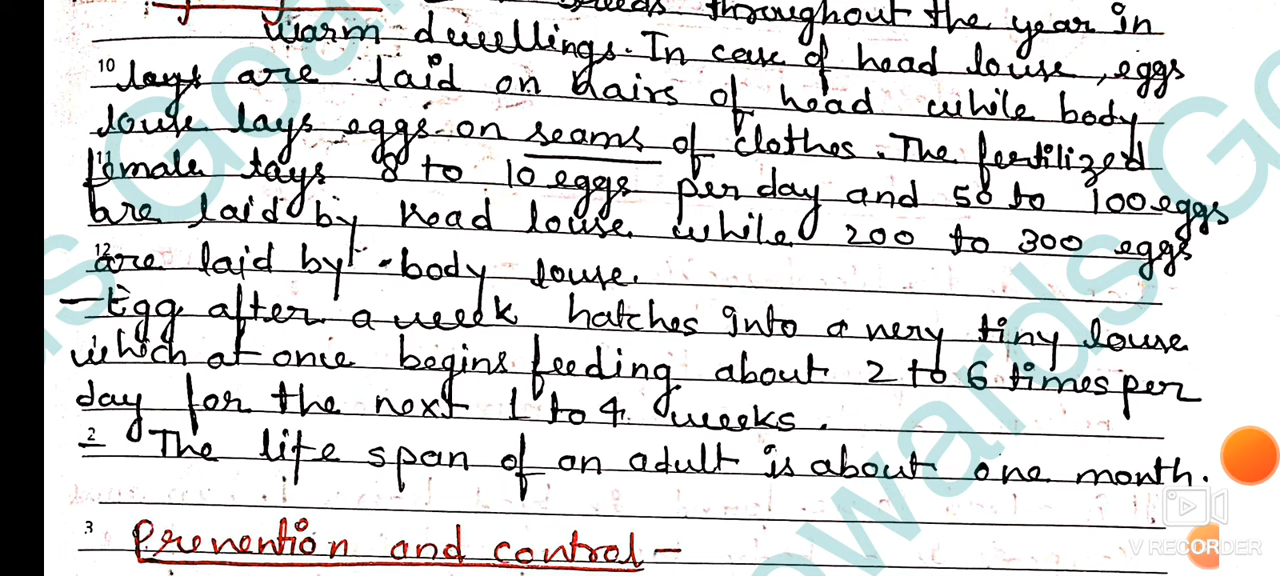 throughout the year in
warm dwellings. In case of head louse, eggs
10 lays are laid on hairs of head while body
louse lays eggs on seams of clothes. The fertilized
11 female lays 8 to 10 eggs per day and 50 to 100 eggs
are laid by head louse while 200 to 300 eggs
12 are laid by body louse.
- Egg after a week hatches into a very tiny louse
1 which at once begins feeding about 2 to 6 times per
day for the next 1 to 4 weeks.
2 - The life span of an adult is about one month.
3 Prevention and control -
V RECORDER